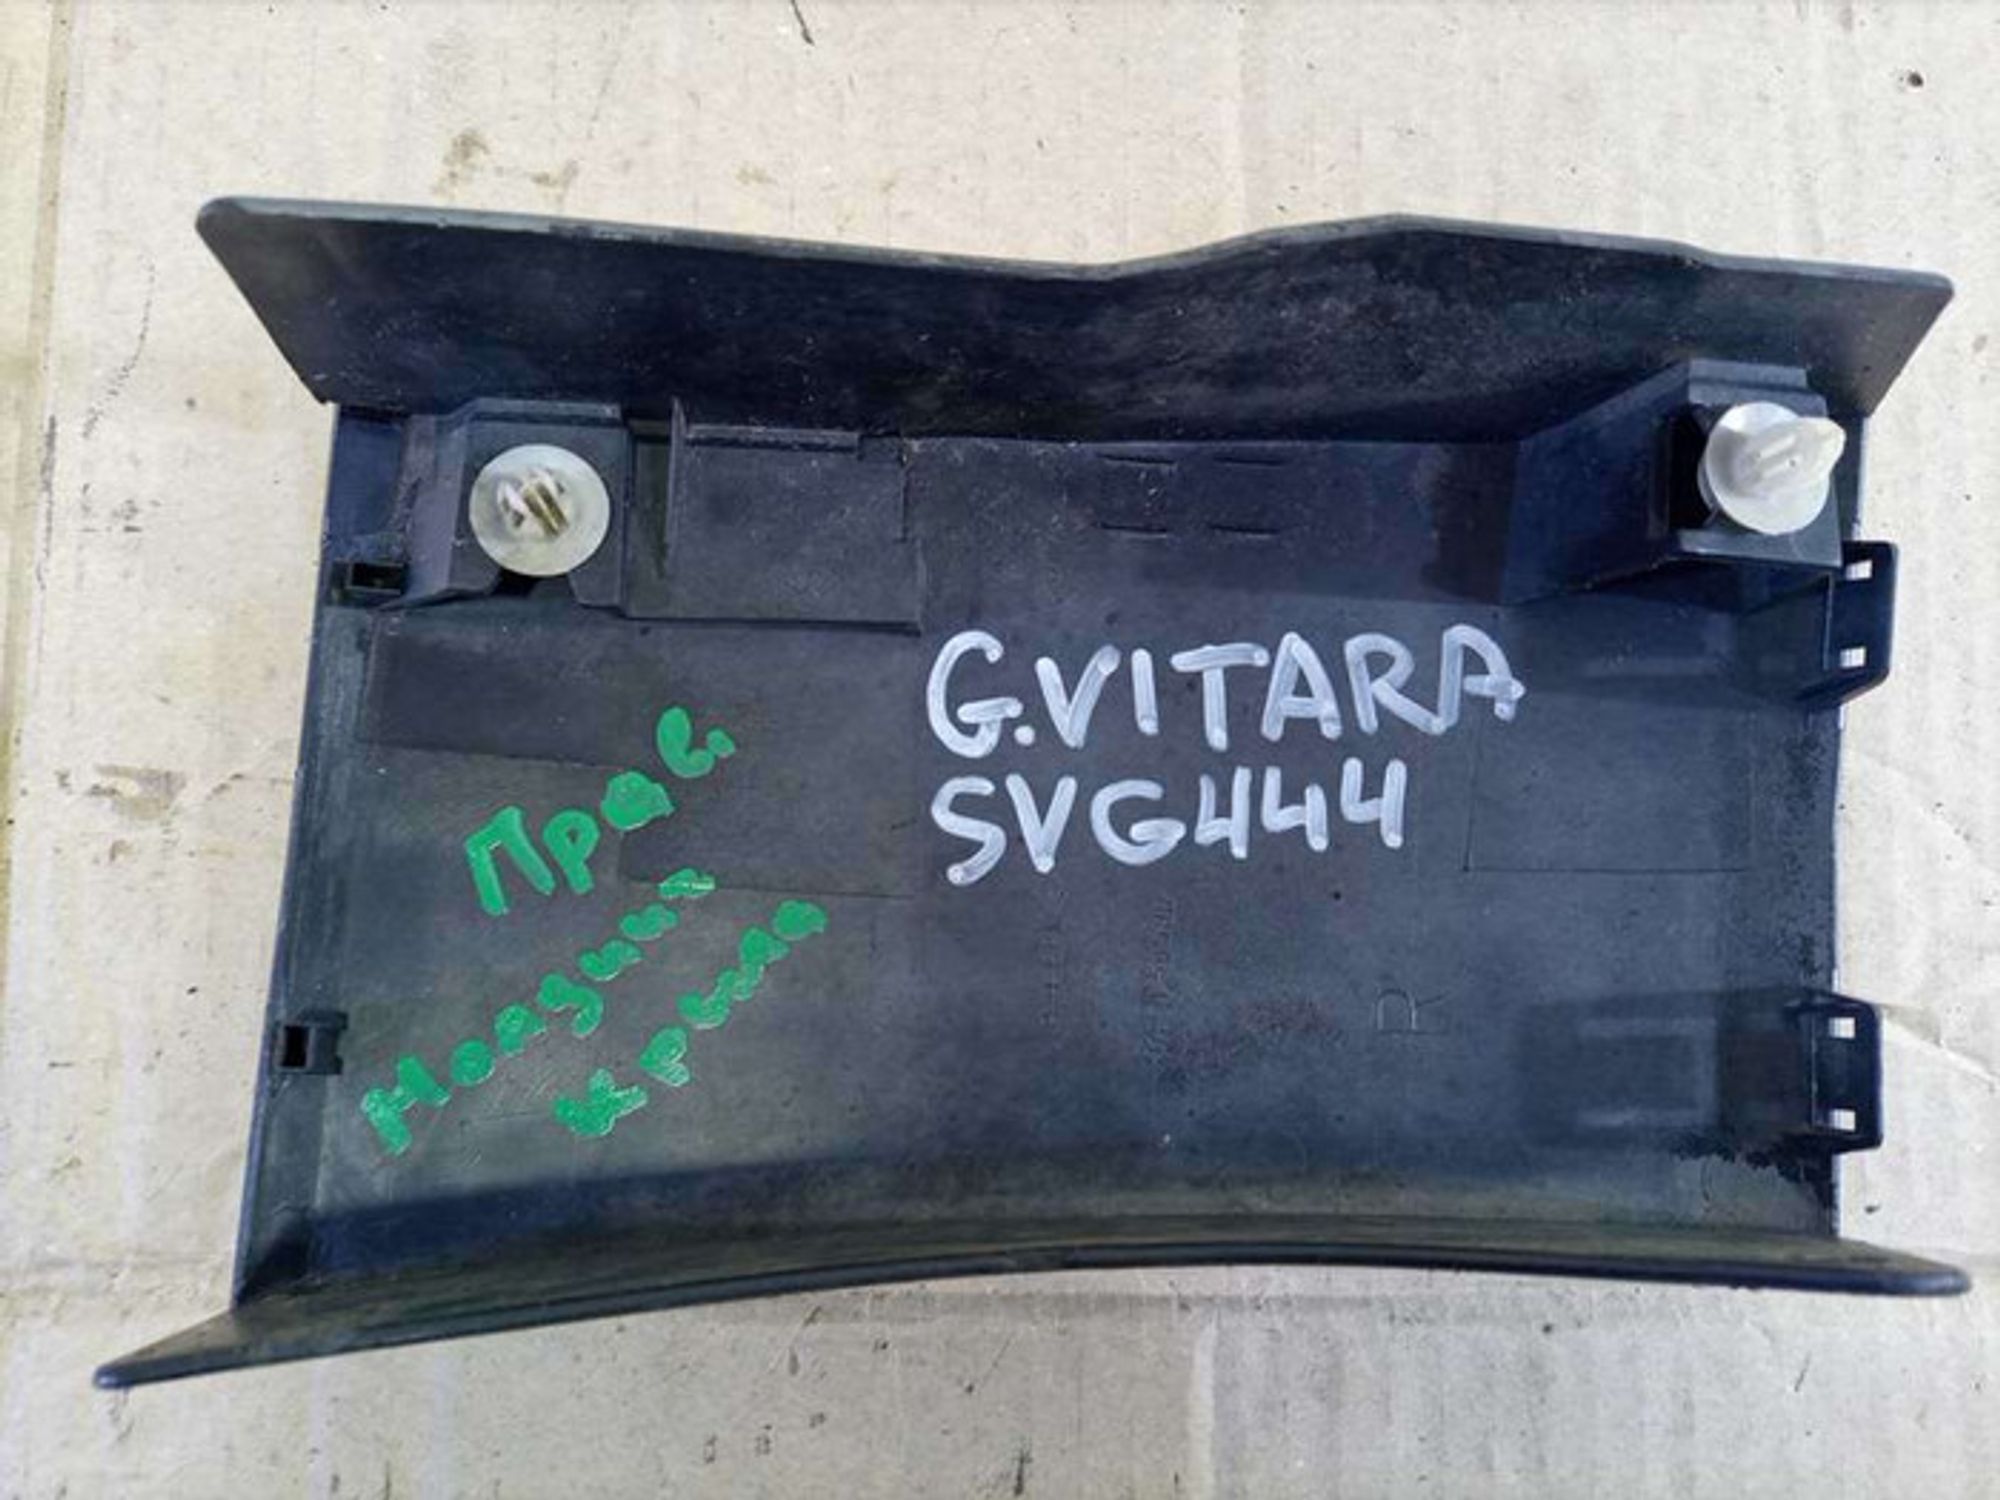 G.VITARA
SVG444
Прав.
Молдинг
крыла
R